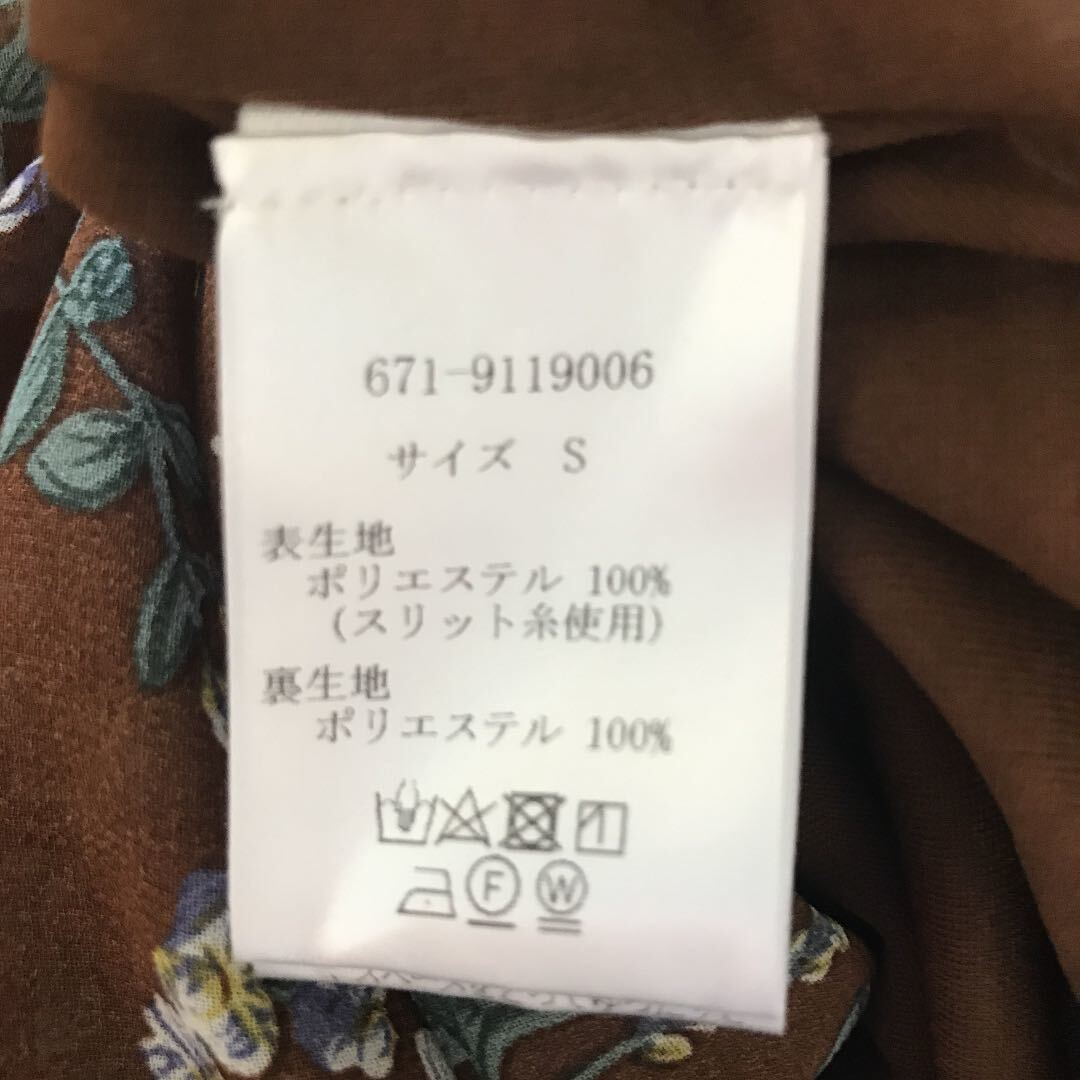 671-9119006
サイズ S
表生地
ポリエステル 100%
(スリット糸使用)
裏生地
ポリエステル 100%
F W